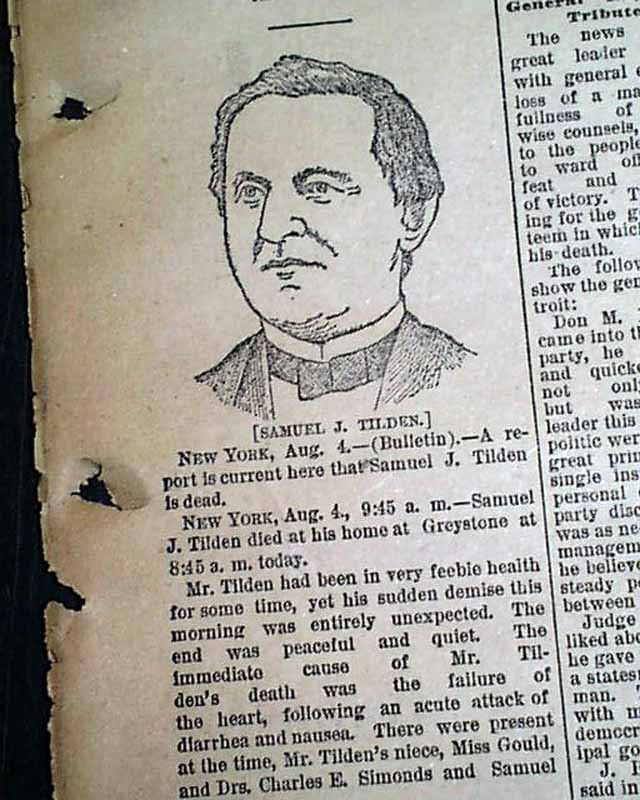 [SAMUEL J. TILDEN.]
NEW YORK, Aug. 4.—(Bulletin).—A re-
port is current here that Samuel J. Tilden
is dead.
NEW YORK, Aug. 4., 9:45 a. m.—Samuel
J. Tilden died at his home at Greystone at
8:45 a. m. today.
Mr. Tilden had been in very feeble health
for some time, yet his sudden demise this
morning was entirely unexpected. The
end was peaceful and quiet. The
immediate cause of Mr. Til-
den's death was the failure of
the heart, following an acute attack of
diarrhea and nausea. There were present
at the time, Mr. Tilden's niece, Miss Gould,
and Drs. Charles E. Simonds and Samuel
General
Tribute
The news
great leader
with general
loss of a
fullness of
wise counsels,
to the people
to ward
feat and
of victory.
ing for the
teem in which
his death.
The
show the
troit:
Don M.
came into
party, he
and
not
but was
leader this
politic
great
single
personal
party
was as
he
steady
between
Judge
liked
he gave
a
man.
with
J.
said in